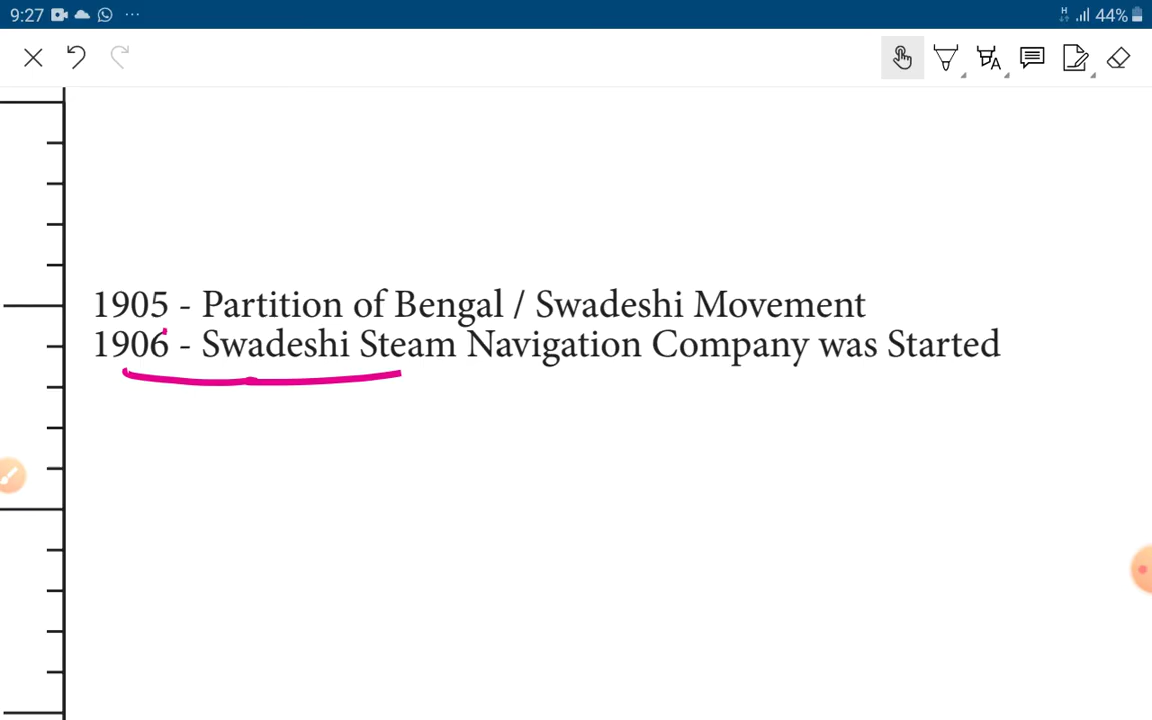 9:27
H
44%
A
1905 - Partition of Bengal / Swadeshi Movement
1906 - Swadeshi Steam Navigation Company was Started